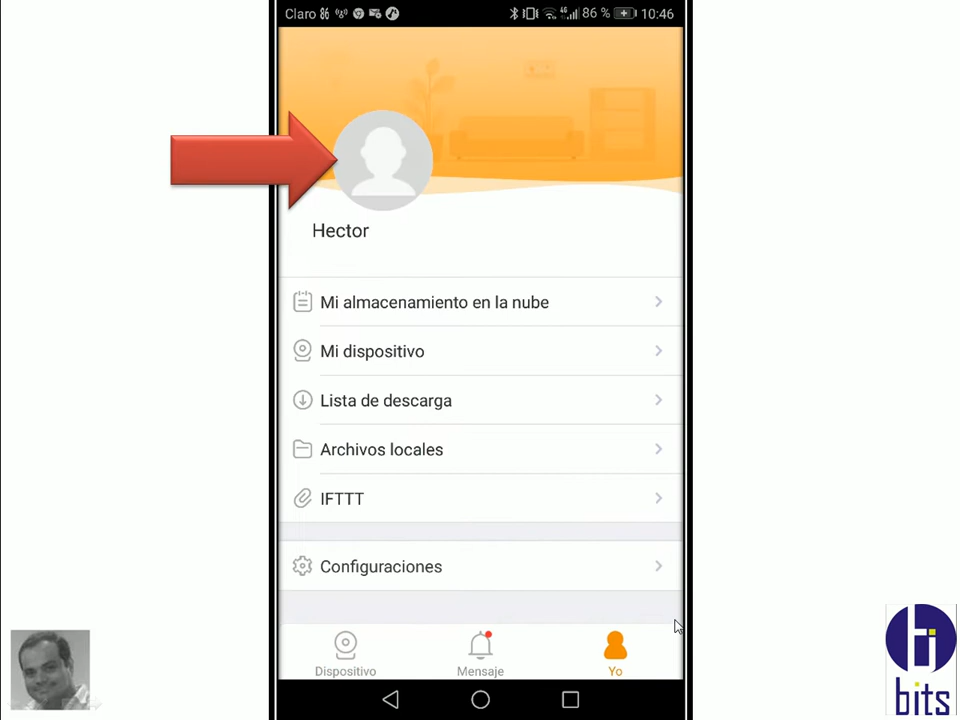 Claro 86 % 10:46
Hector
Mi almacenamiento en la nube
Mi dispositivo
Lista de descarga
Archivos locales
IFTTT
Configuraciones
Dispositivo Mensaje Yo
bits